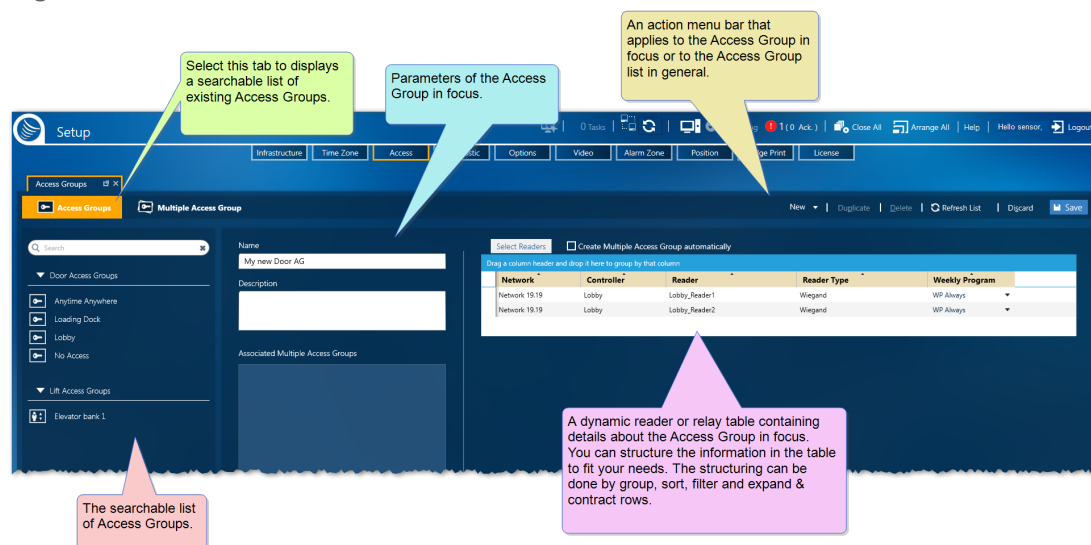 An action menu bar that
applies to the Access Group in
focus or to the Access Group
list in general.
Select this tab to displays
a searchable list of
existing Access Groups.
Parameters of the Access
Group in focus.
Setup
0 Tasks
1 ( 0 Ack. )
Close All
Arrange All
Help
Hello sensor,
Logout
Infrastructure
Time Zone
Access
Options
Video
Alarm Zone
Position
Print
License
Access Groups
Access Groups
Multiple Access Group
New
Duplicate
Delete
Refresh List
Discard
Save
Search
Door Access Groups
Anytime Anywhere
Loading Dock
Lobby
No Access
Lift Access Groups
Elevator bank 1
Name
My new Door AG
Description
Associated Multiple Access Groups
Select Readers
Create Multiple Access Group automatically
Drag a column header and drop it here to group by that column
Network Controller Reader Reader Type Weekly Program
Network 19.19 Lobby Lobby_Reader1 Wiegand WP Always
Network 19.19 Lobby Lobby_Reader2 Wiegand WP Always
A dynamic reader or relay table containing
details about the Access Group in focus.
You can structure the information in the table
to fit your needs. The structuring can be
done by group, sort, filter and expand &
contract rows.
The searchable list
of Access Groups.